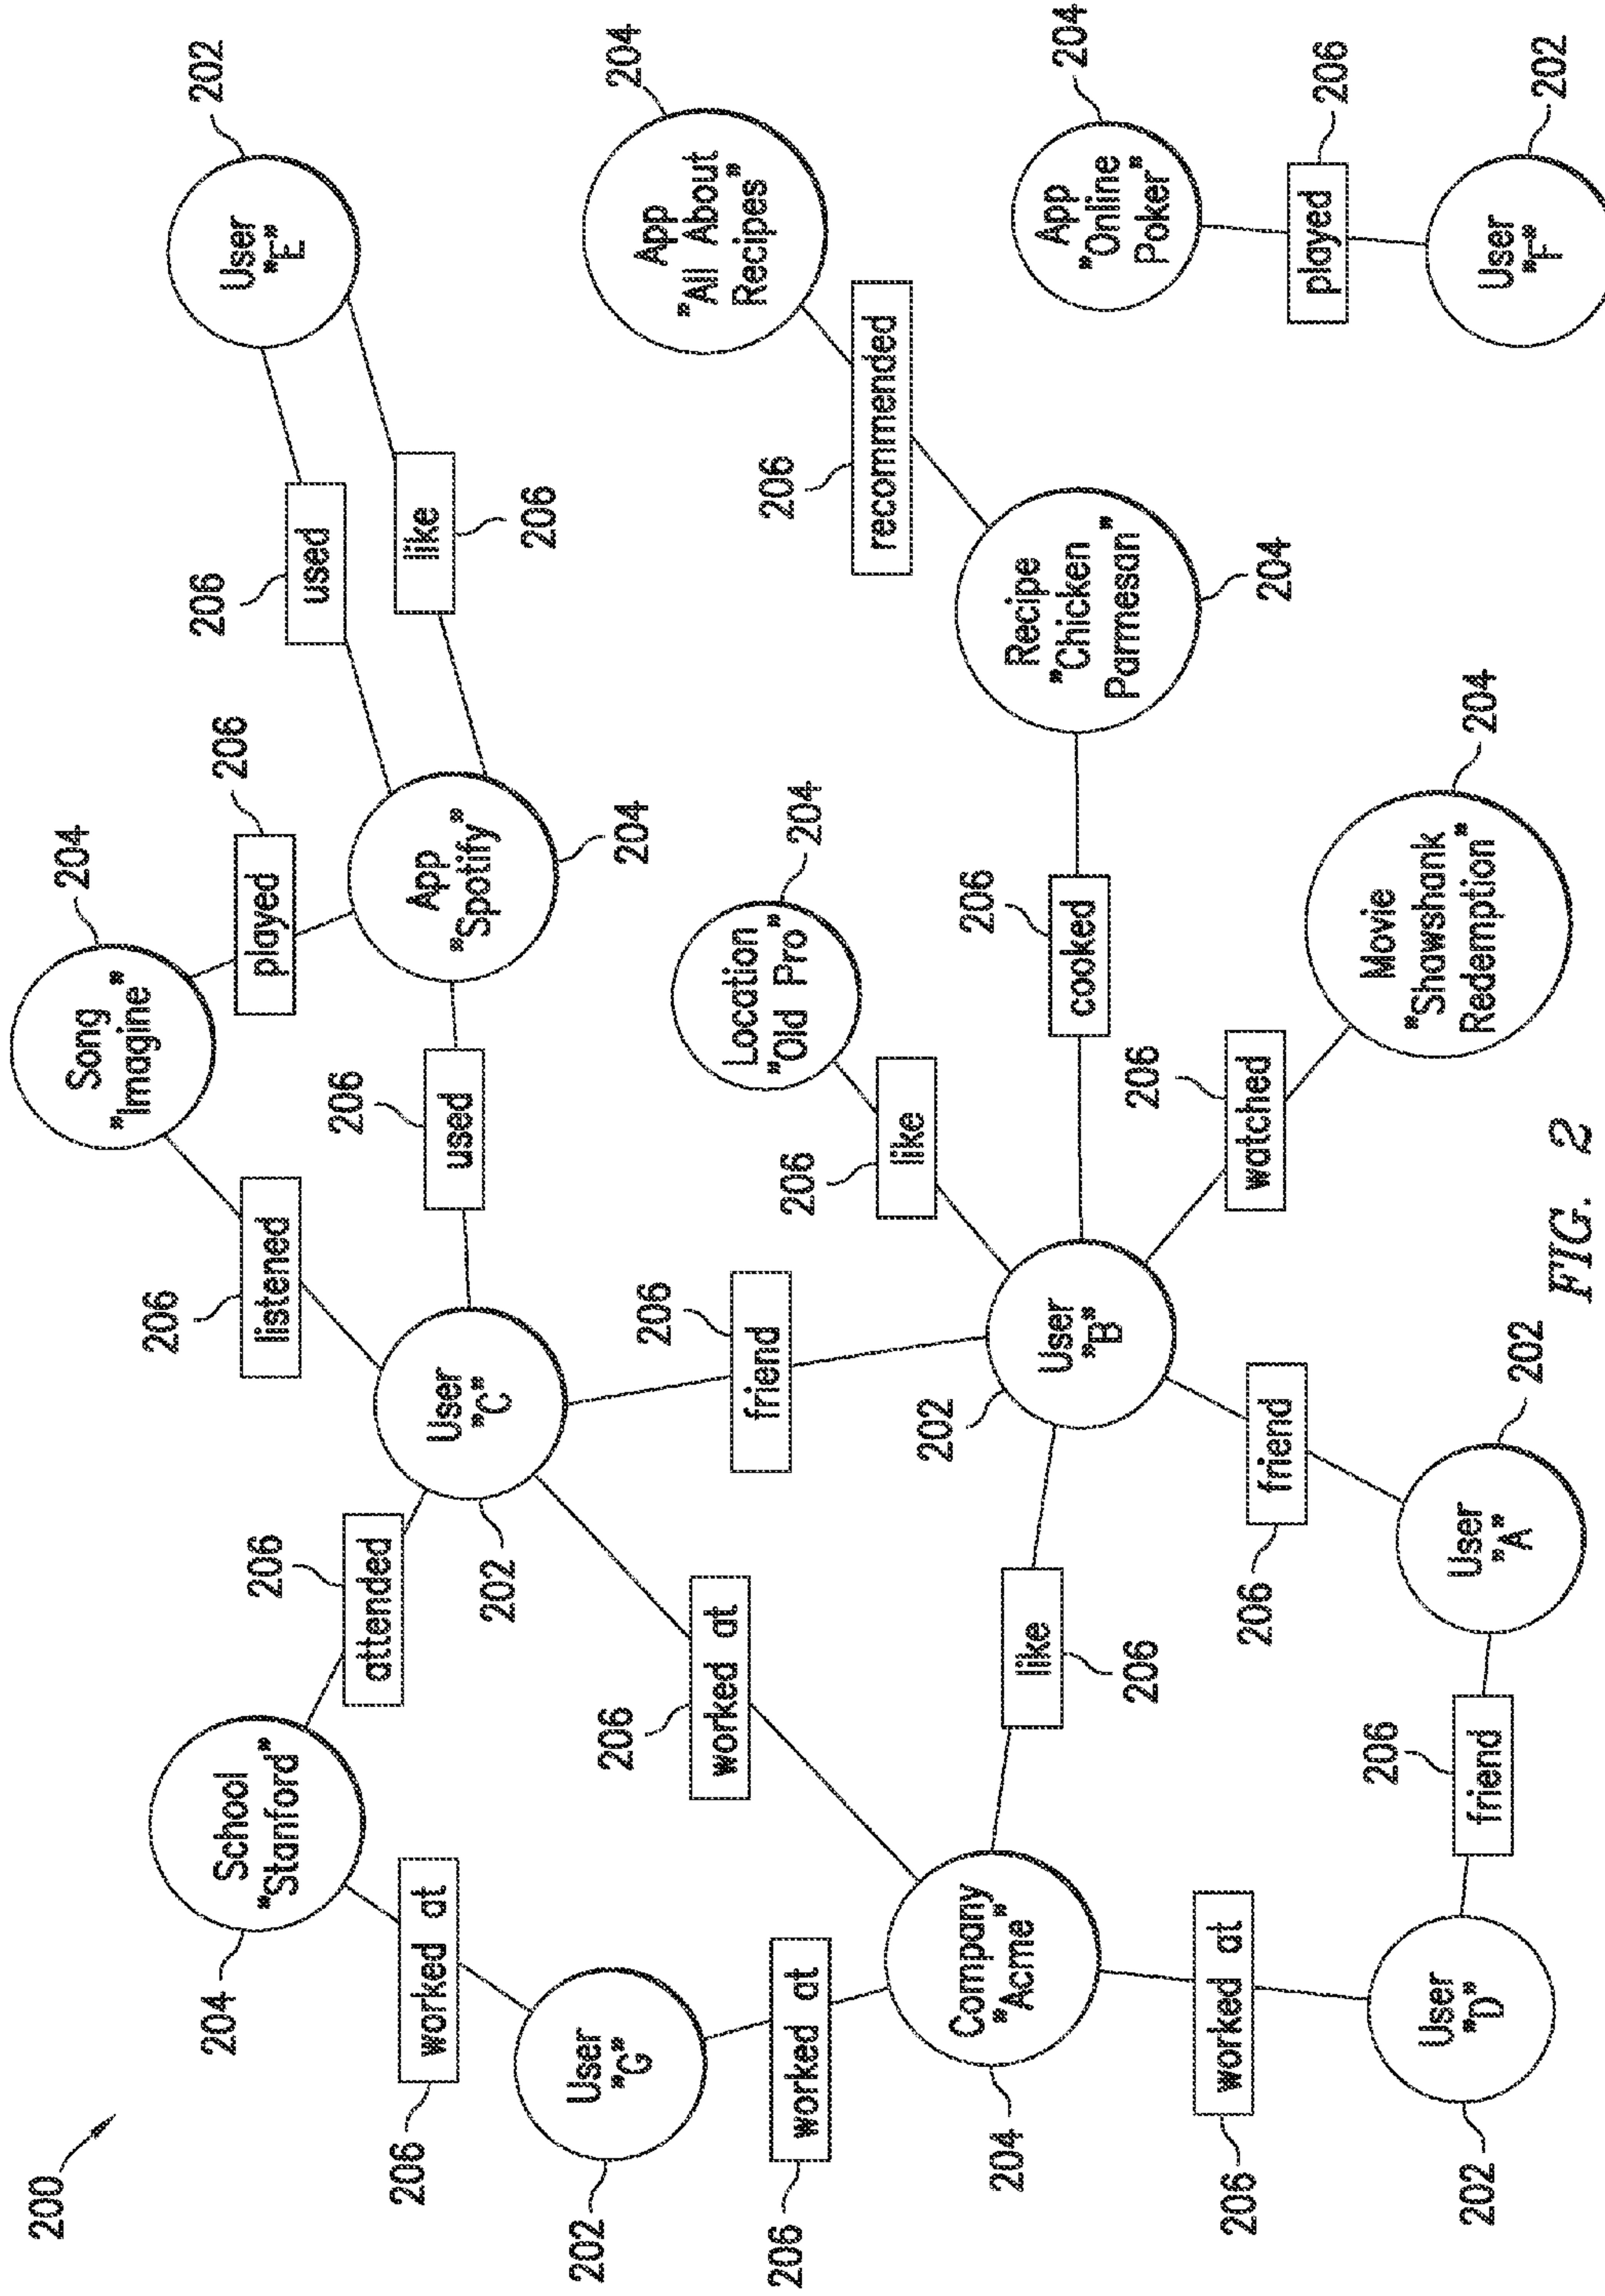 200
204
School
"Stanford"
206
attended
206
listened
204
Song
"Imagine"
206
played
206
used
202
User
"E"
206
worked at
202
User
"C"
206
used
App
"Spotify"
204
like
206
202
User
"G"
206
worked at
206
worked at
206
friend
Location
"Old Pro"
204
204
App
"All About
Recipes"
206
recommended
204
Company
"Acme"
like
206
202
User
"B"
206
like
206
cooked
Recipe
"Chicken
Parmesan"
204
App
"Online
Poker"
204
206
worked at
206
friend
206
watched
played
206
202
User
"D"
206
friend
User
"A"
202
Movie
"Shawshank
Redemption"
204
User
"F"
202
FIG. 2